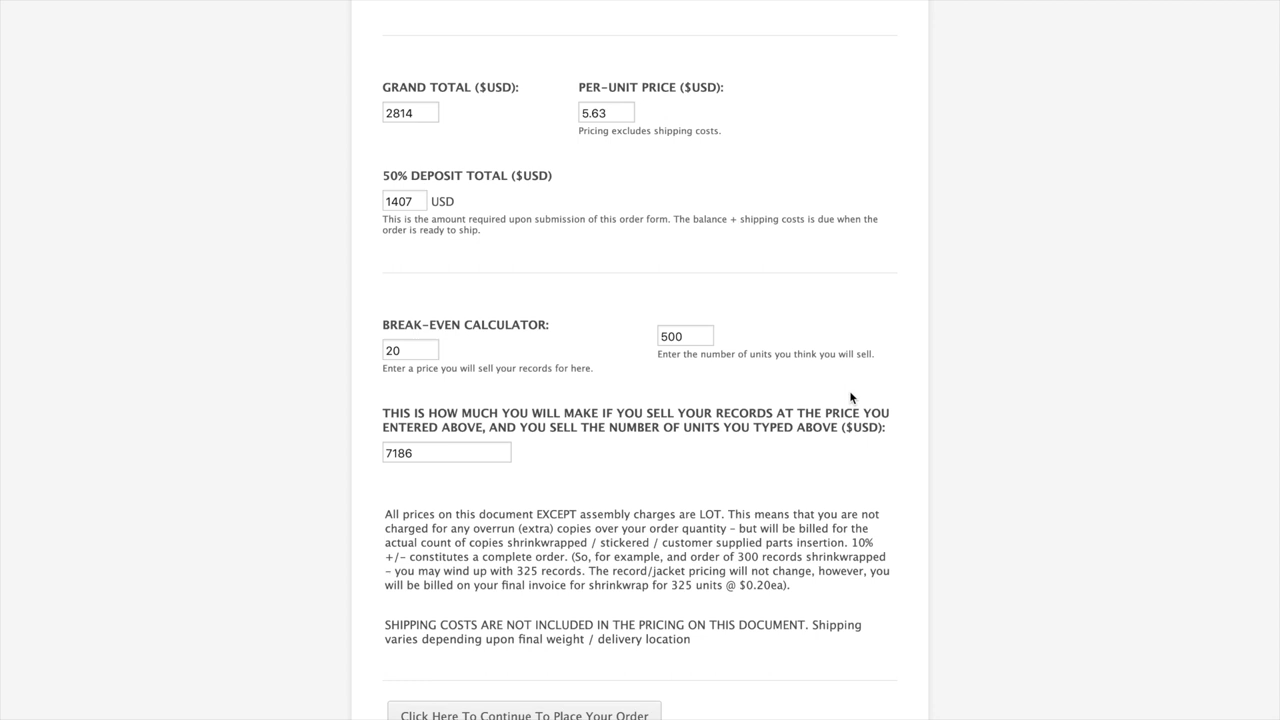 GRAND TOTAL ($USD):
PER-UNIT PRICE ($USD):
2814
5.63
Pricing excludes shipping costs.
50% DEPOSIT TOTAL ($USD)
1407 USD
This is the amount required upon submission of this order form. The balance + shipping costs is due when the
order is ready to ship.
BREAK-EVEN CALCULATOR:
20
Enter a price you will sell your records for here.
500
Enter the number of units you think you will sell.
THIS IS HOW MUCH YOU WILL MAKE IF YOU SELL YOUR RECORDS AT THE PRICE YOU
ENTERED ABOVE, AND YOU SELL THE NUMBER OF UNITS YOU TYPED ABOVE ($USD):
7186
All prices on this document EXCEPT assembly charges are LOT. This means that you are not
charged for any overrun (extra) copies over your order quantity - but will be billed for the
actual count of copies shrinkwrapped / stickered / customer supplied parts insertion. 10%
+/- constitutes a complete order. (So, for example, and order of 300 records shrinkwrapped
- you may wind up with 325 records. The record/jacket pricing will not change, however, you
will be billed on your final invoice for shrinkwrap for 325 units @ $0.20ea).
SHIPPING COSTS ARE NOT INCLUDED IN THE PRICING ON THIS DOCUMENT. Shipping
varies depending upon final weight / delivery location
Click Here To Continue To Place Your Order